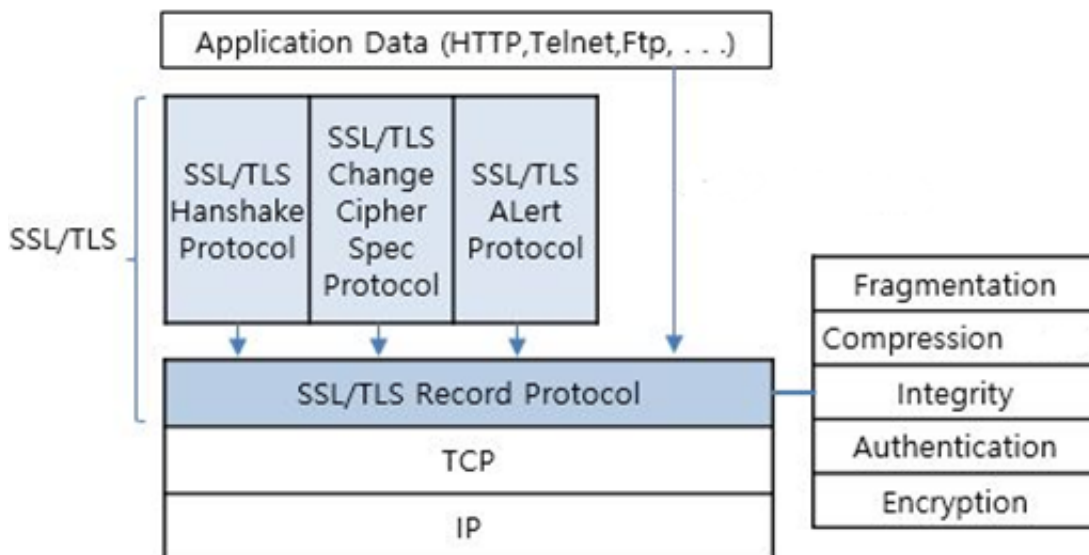 Application Data (HTTP,Telnet,Ftp, . . .)
SSL/TLS
SSL/TLS
Hanshake
Protocol
SSL/TLS
Change
Cipher
Spec
Protocol
SSL/TLS
ALert
Protocol
SSL/TLS Record Protocol
TCP
IP
Fragmentation
Compression
Integrity
Authentication
Encryption